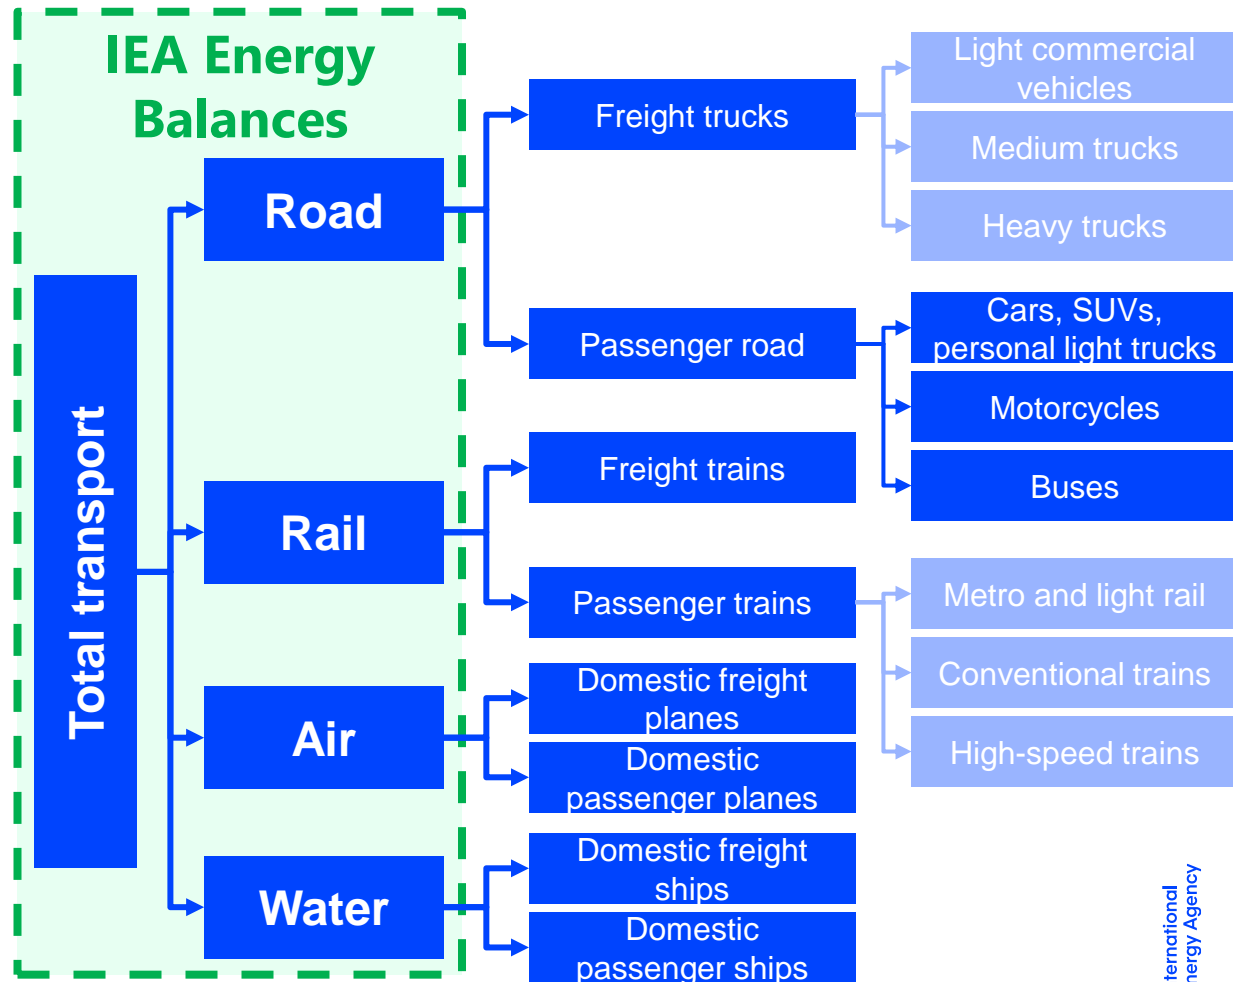 IEA Energy
Balances
Total transport
Road
Rail
Air
Water
Freight trucks
Passenger road
Freight trains
Passenger trains
Domestic freight
planes
Domestic
passenger planes
Domestic freight
ships
Domestic
passenger ships
Light commercial
vehicles
Medium trucks
Heavy trucks
Cars, SUVs,
personal light trucks
Motorcycles
Buses
Metro and light rail
Conventional trains
High-speed trains
ternational
nergy Agency